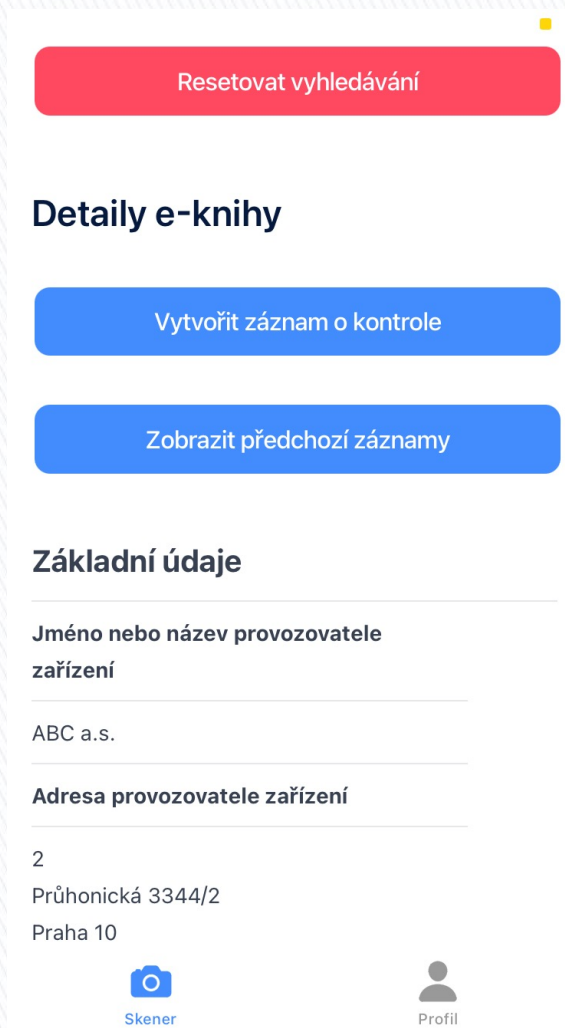 Resetovat vyhledávání
Detaily e-knihy
Vytvořit záznam o kontrole
Zobrazit předchozí záznamy
Základní údaje
Jméno nebo název provozovatele
zařízení
ABC a.s.
Adresa provozovatele zařízení
2
Průhonická 3344/2
Praha 10
Skener
Profil